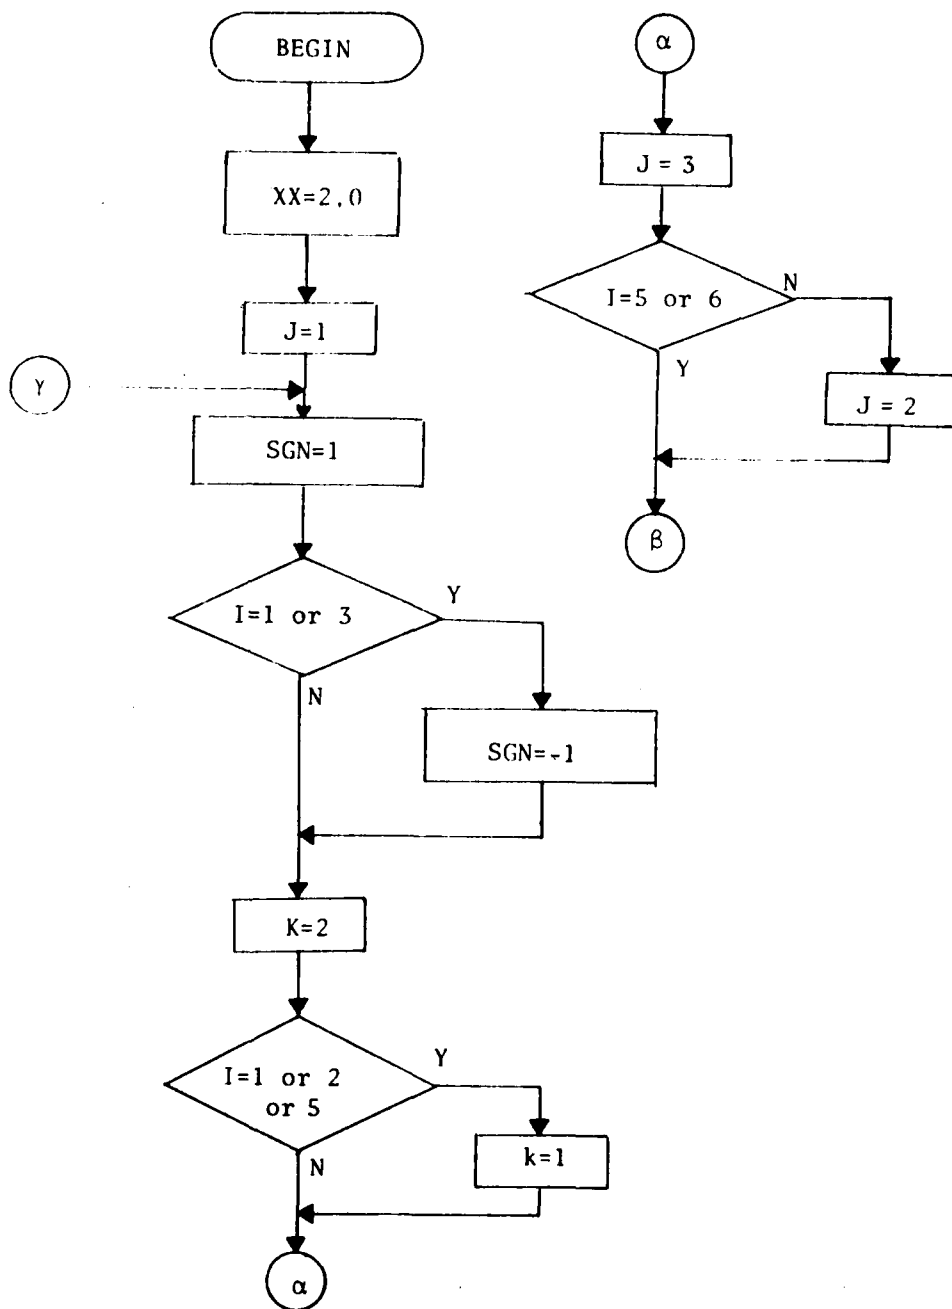 BEGIN
XX=2.0
J=1
γ
SGN=1
I=1 or 3
Y
N
SGN=-1
K=2
I=1 or 2
or 5
Y
N
k=1
α
α
J = 3
I=5 or 6
N
Y
J = 2
β